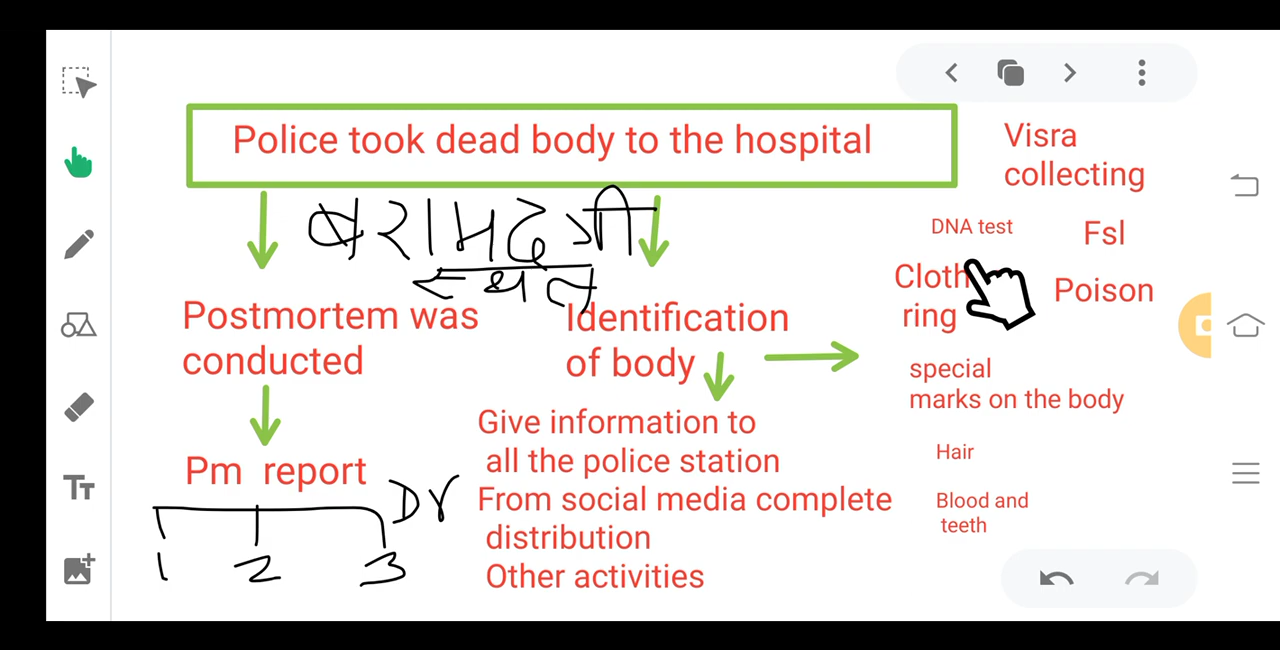 Police took dead body to the hospital
बरामदगी
स्थल
Postmortem was
conducted
Pm report
Dr
1 2 3
Identification
of body
Give information to
all the police station
From social media complete
distribution
Other activities
Visra
collecting
DNA test
Fsl
Cloth
ring
Poison
special
marks on the body
Hair
Blood and
teeth
TT